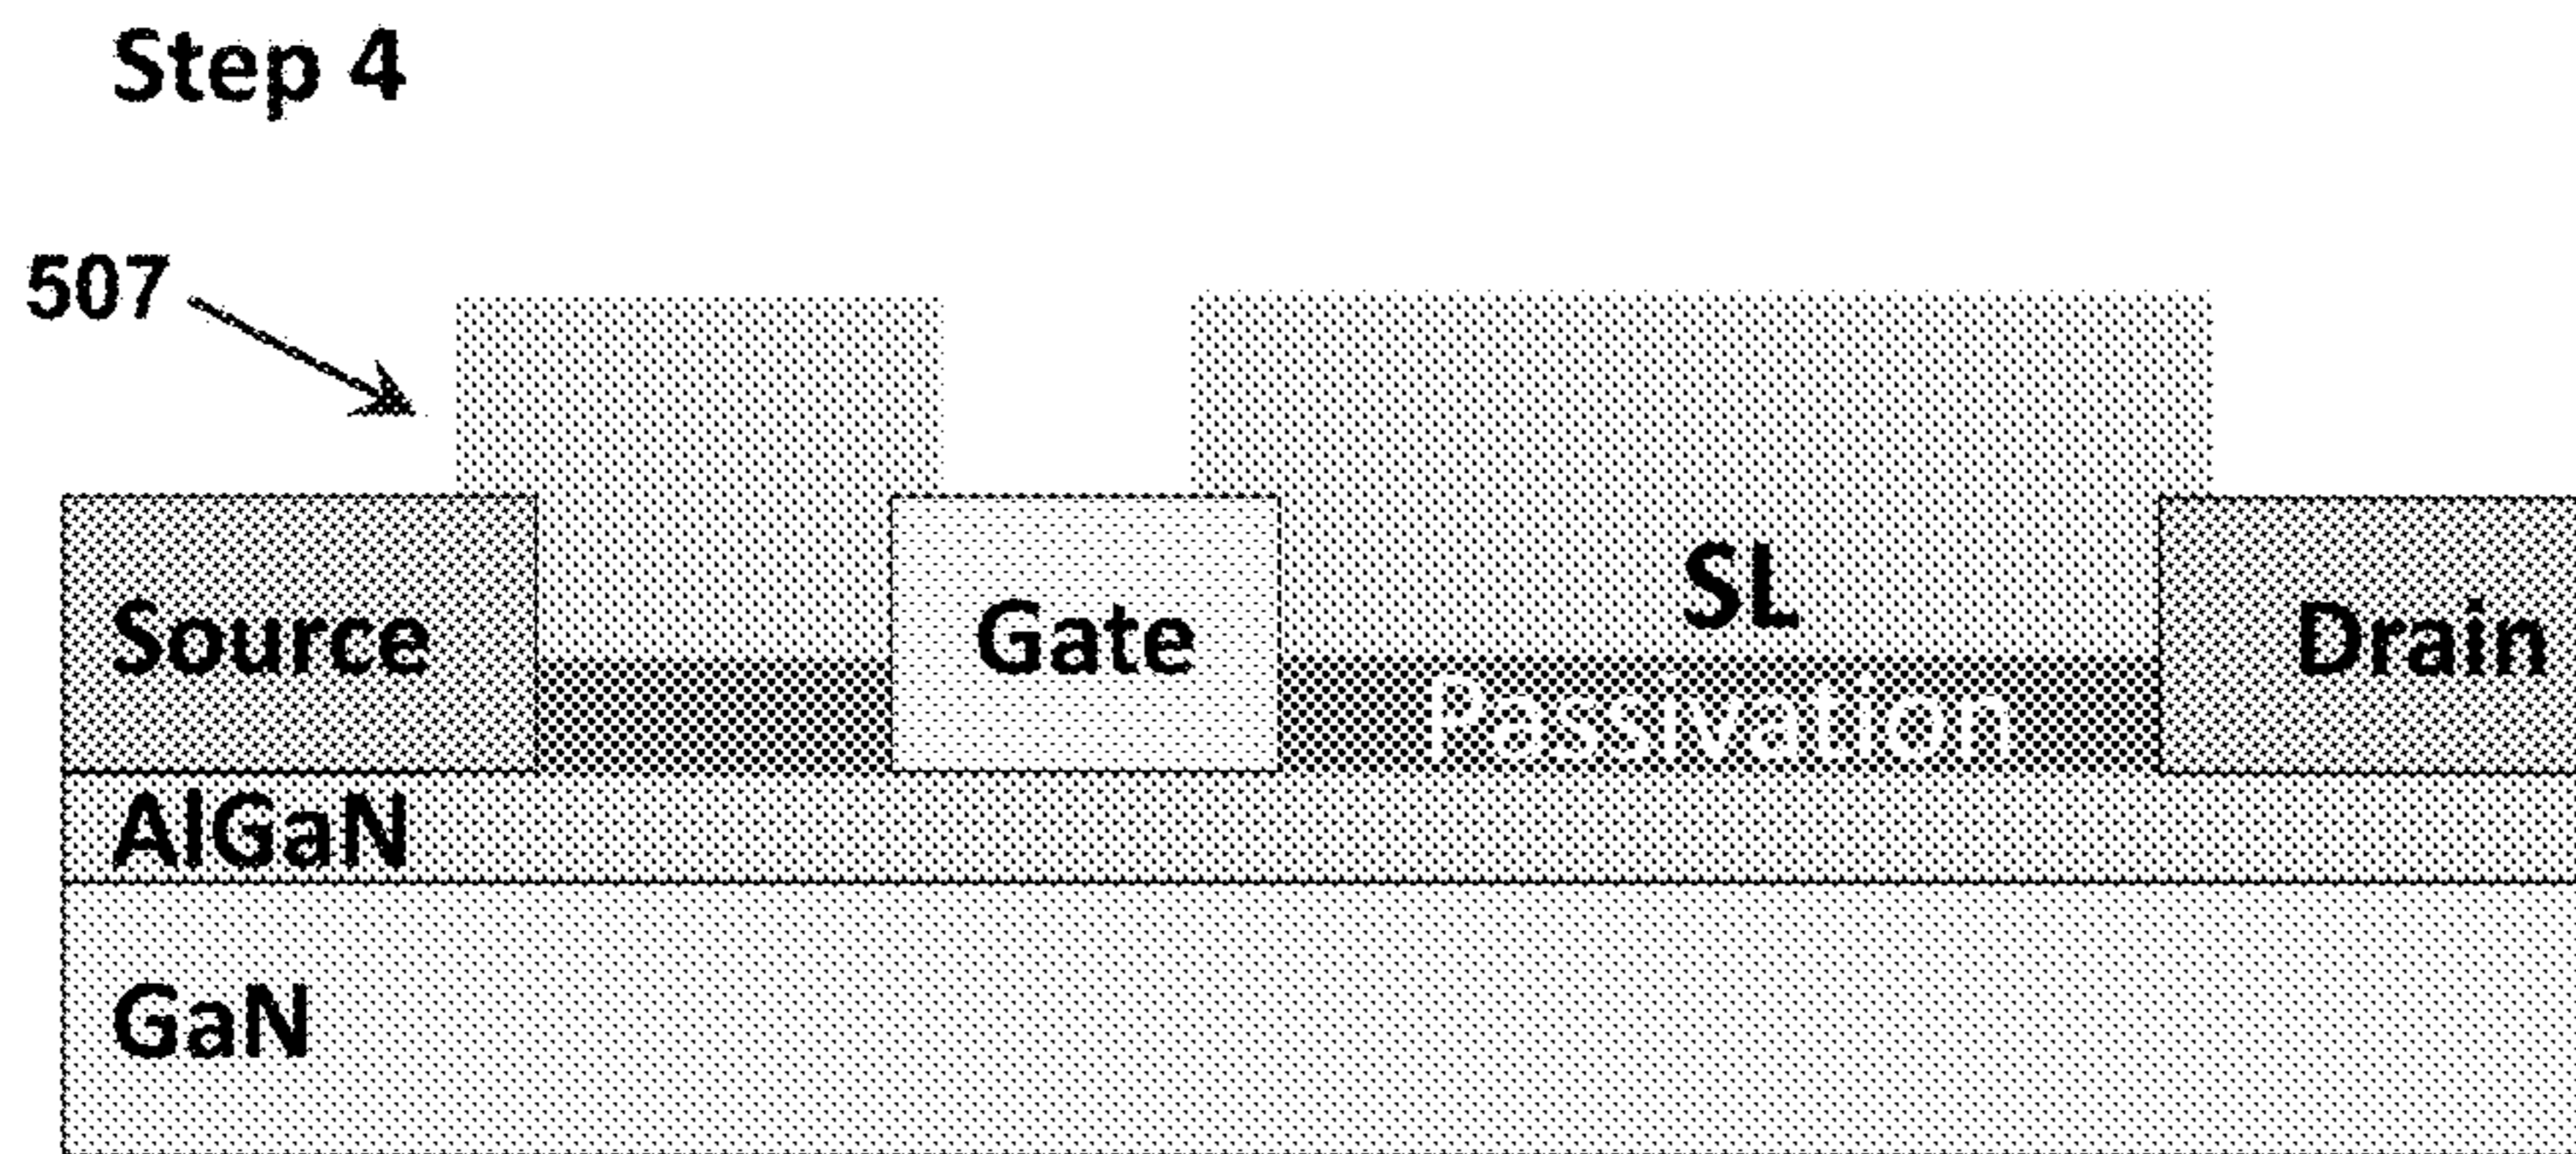 Step 4
507
SL
Source
Gate
Drain
Passivation
AlGaN
GaN